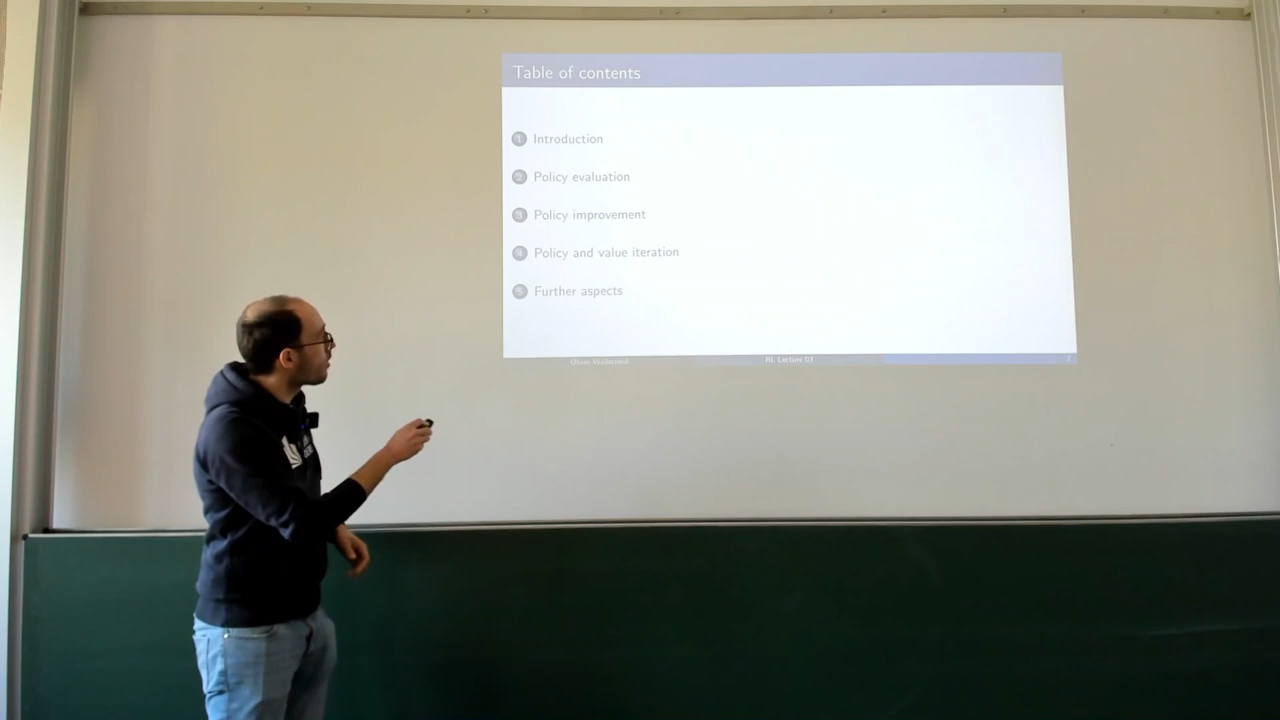 Table of contents
1 Introduction
2 Policy evaluation
3 Policy improvement
4 Policy and value iteration
5 Further aspects
RL Lecture 03
2